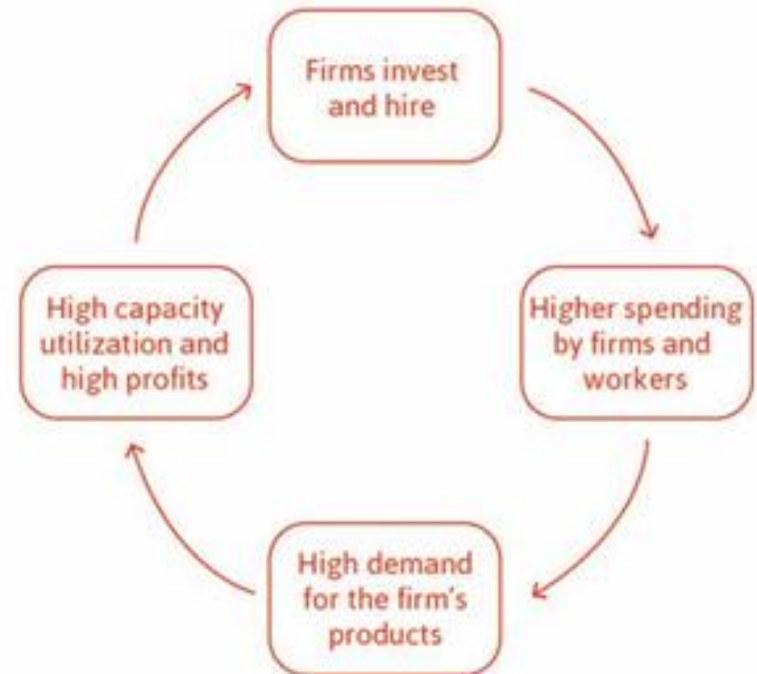 Firms invest
and hire
Higher spending
by firms and
workers
High demand
for the firm's
products
High capacity
utilization and
high profits